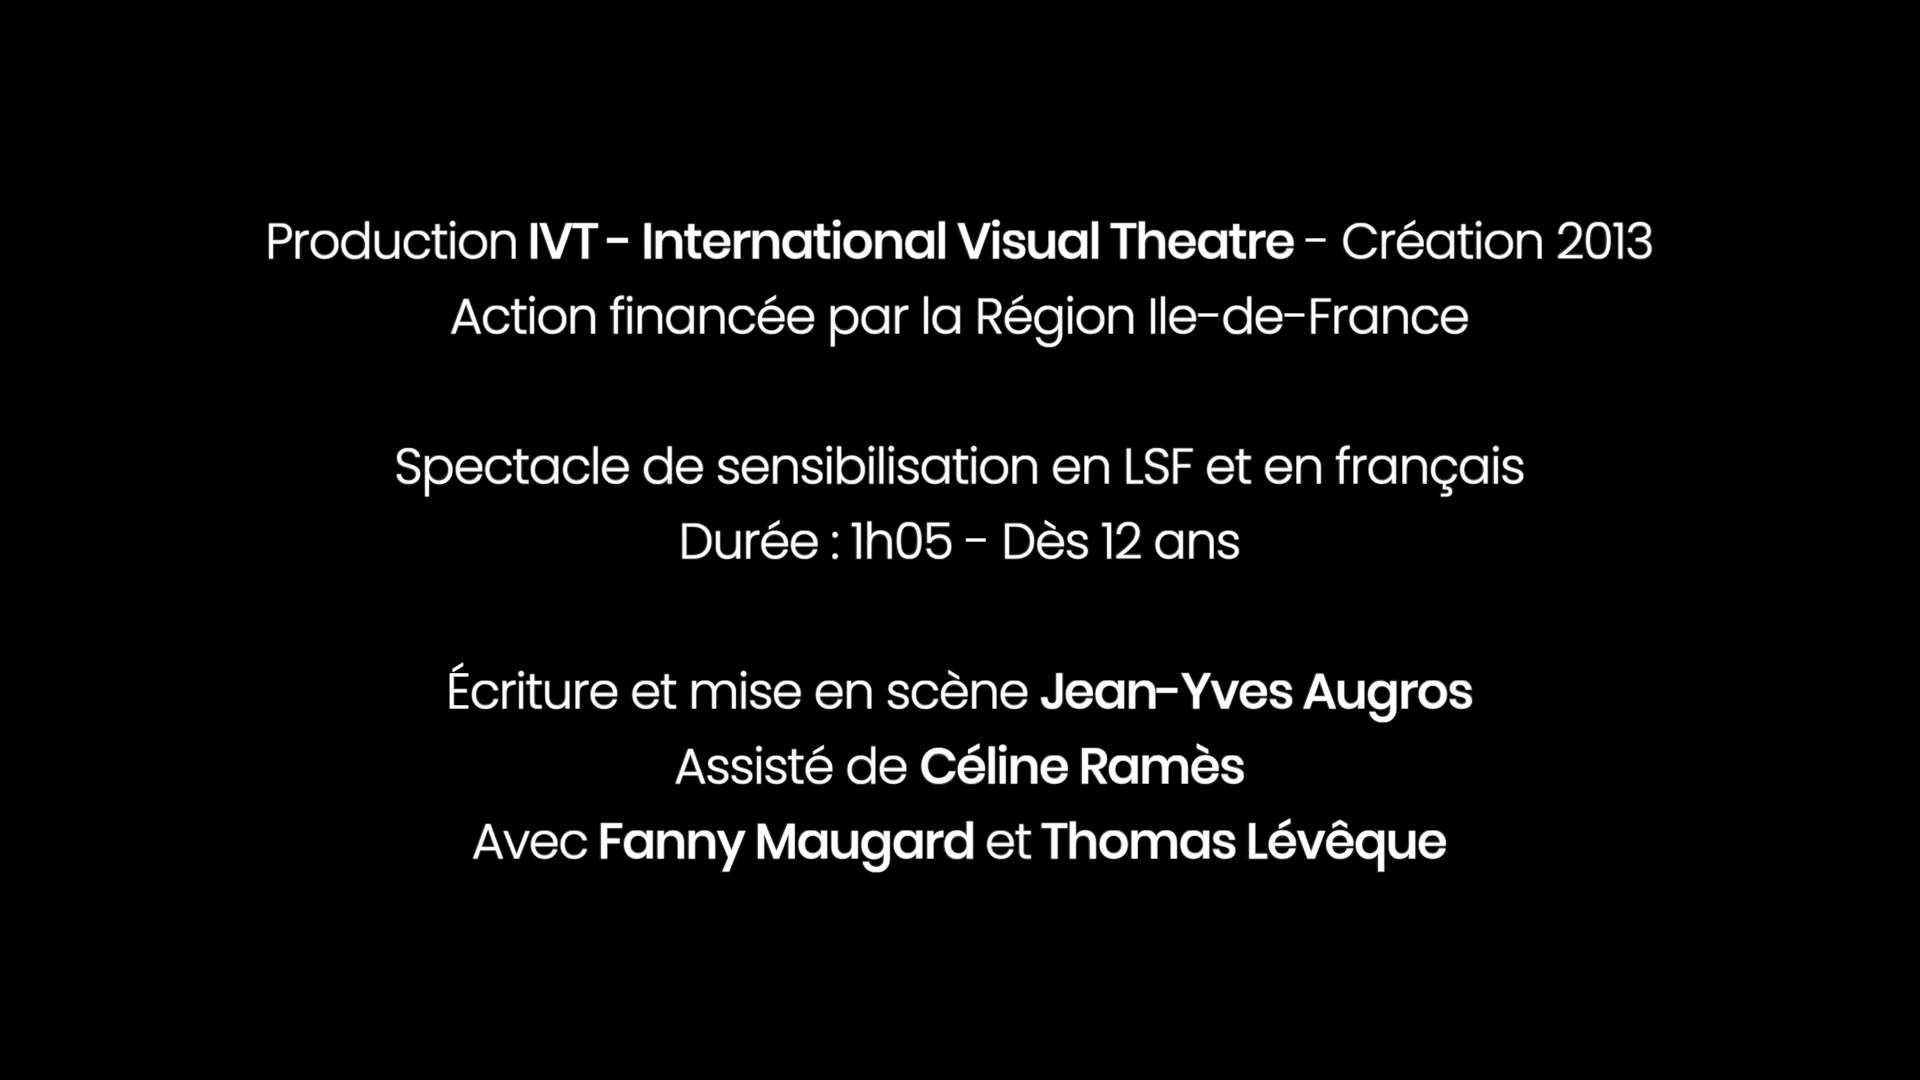 Production IVT - International Visual Theatre - Création 2013
Action financée par la Région Ile-de-France
Spectacle de sensibilisation en LSF et en français
Durée : 1h05 - Dès 12 ans
Écriture et mise en scène Jean-Yves Augros
Assisté de Céline Ramès
Avec Fanny Maugard et Thomas Lévêque